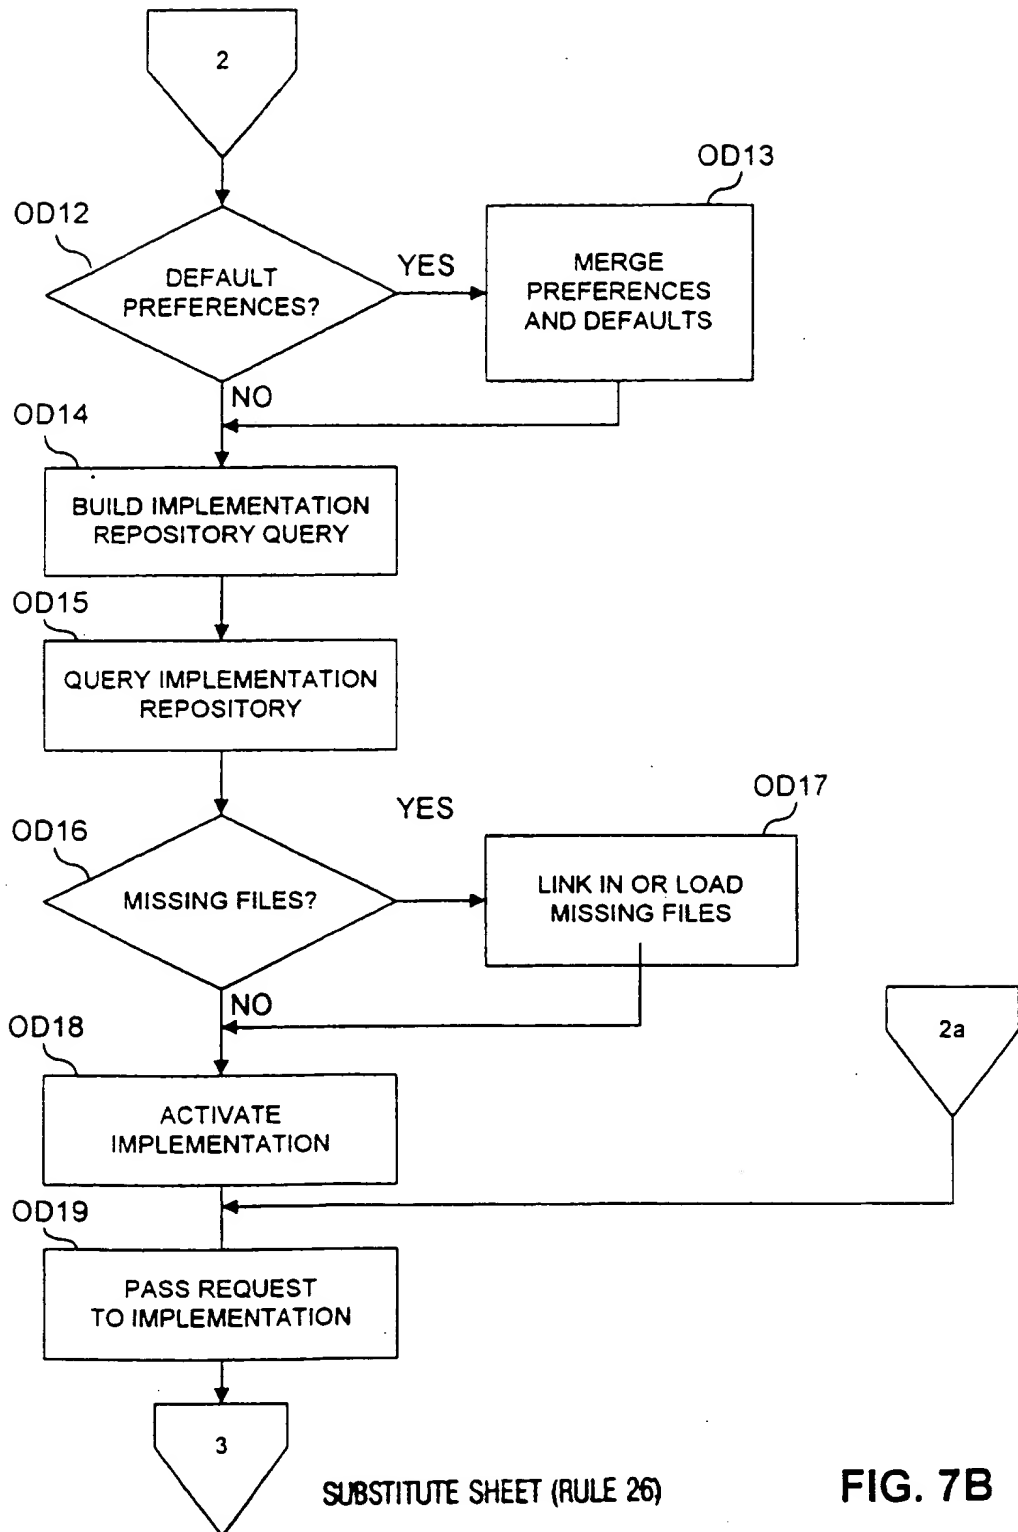 2
OD13
OD12
DEFAULT
PREFERENCES?
YES
MERGE
PREFERENCES
AND DEFAULTS
NO
OD14
BUILD IMPLEMENTATION
REPOSITORY QUERY
OD15
QUERY IMPLEMENTATION
REPOSITORY
OD17
YES
OD16
MISSING FILES?
LINK IN OR LOAD
MISSING FILES
NO
OD18
2a
ACTIVATE
IMPLEMENTATION
OD19
PASS REQUEST
TO IMPLEMENTATION
3
SUBSTITUTE SHEET (RULE 26)
FIG. 7B